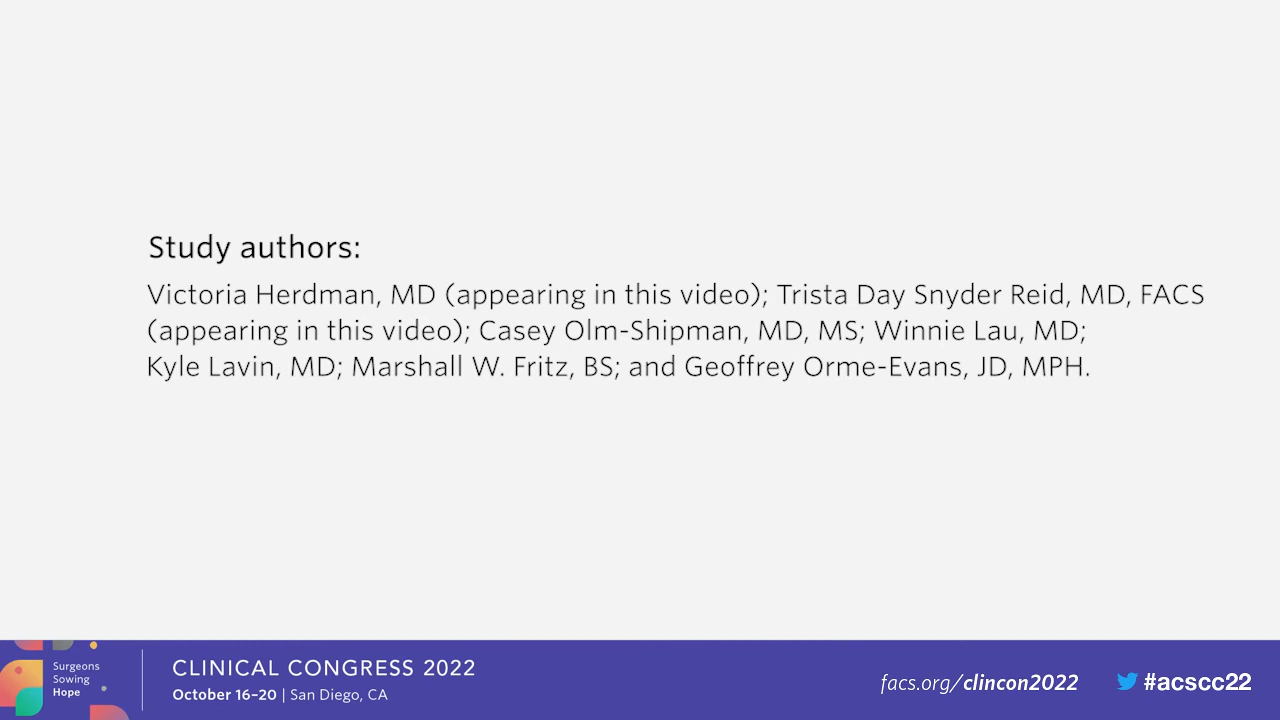 Study authors:
Victoria Herdman, MD (appearing in this video); Trista Day Snyder Reid, MD, FACS
(appearing in this video); Casey Olm-Shipman, MD, MS; Winnie Lau, MD;
Kyle Lavin, MD; Marshall W. Fritz, BS; and Geoffrey Orme-Evans, JD, MPH.
Surgeons
Sowing
Hope
CLINICAL CONGRESS 2022
October 16–20 | San Diego, CA
facs.org/clincon2022
#acscc22